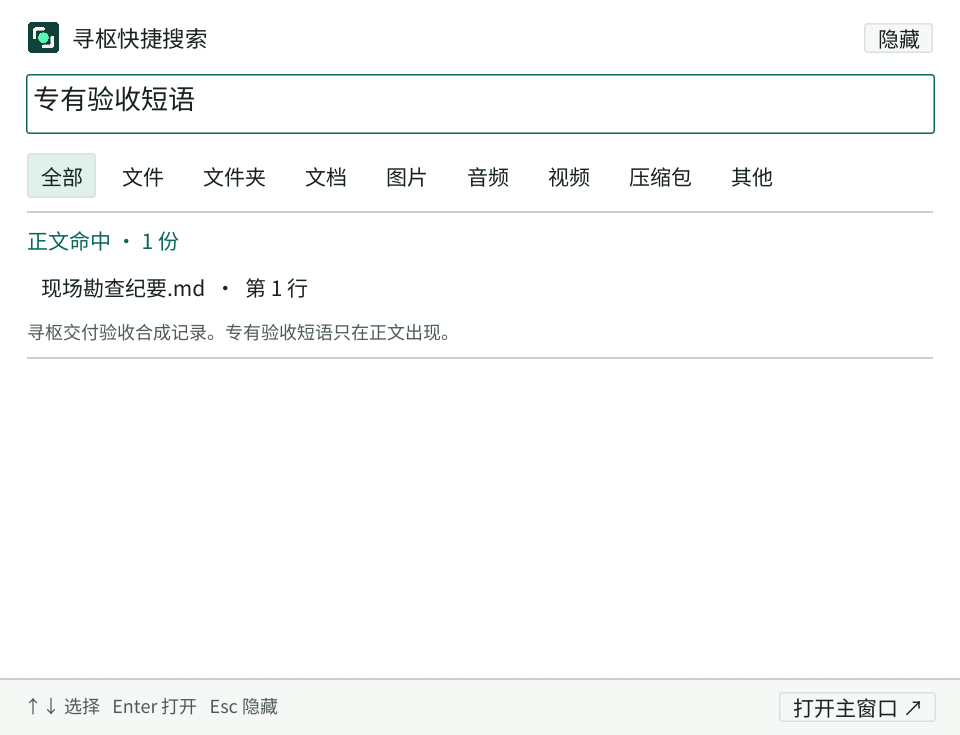 寻枢快捷搜索 隐藏
专有验收短语
全部 文件 文件夹 文档 图片 音频 视频 压缩包 其他
正文命中 · 1 份
现场勘查纪要.md · 第 1 行
寻枢交付验收合成记录。专有验收短语只在正文出现。
↑↓ 选择 Enter 打开 Esc 隐藏 打开主窗口 ↗